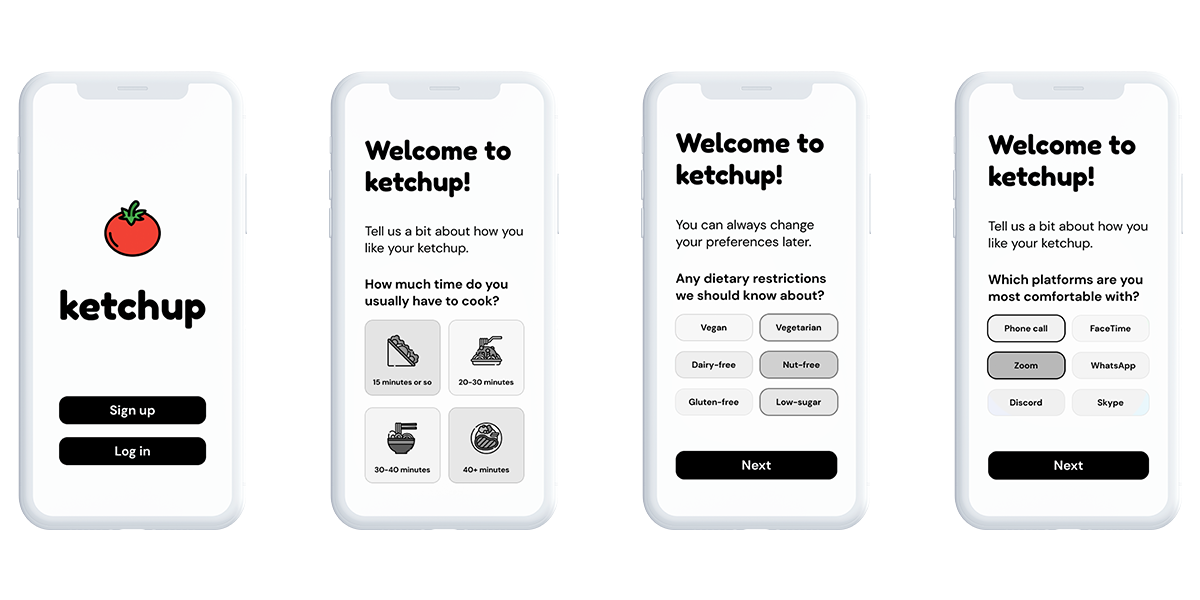 ketchup
Sign up
Log in
Welcome to
ketchup!
Tell us a bit about how you
like your ketchup.
How much time do you
usually have to cook?
15 minutes or so
20-30 minutes
30-40 minutes
40+ minutes
Welcome to
ketchup!
You can always change
your preferences later.
Any dietary restrictions
we should know about?
Vegan
Vegetarian
Dairy-free
Nut-free
Gluten-free
Low-sugar
Next
Welcome to
ketchup!
Tell us a bit about how you
like your ketchup.
Which platforms are you
most comfortable with?
Phone call
FaceTime
Zoom
WhatsApp
Discord
Skype
Next